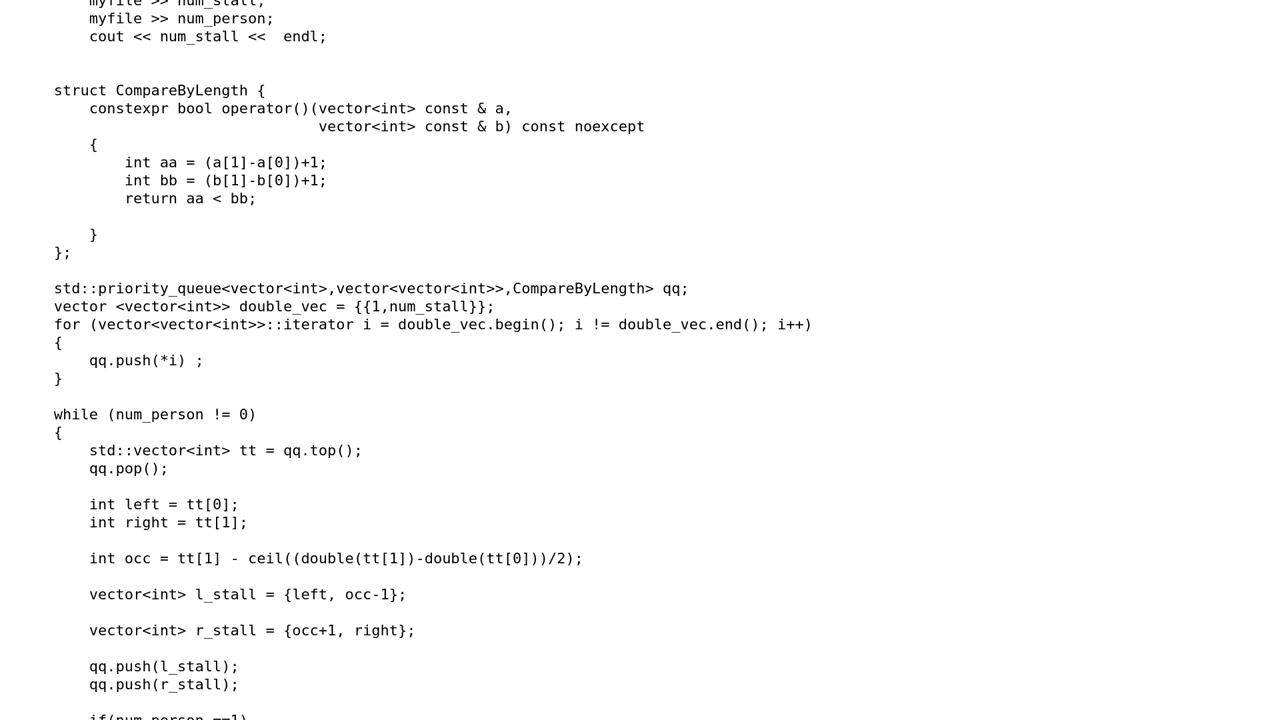 myfile >> num_stall;
myfile >> num_person;
cout << num_stall <<  endl;
struct CompareByLength {
constexpr bool operator()(vector<int> const & a,
vector<int> const & b) const noexcept
{
int aa = (a[1]-a[0])+1;
int bb = (b[1]-b[0])+1;
return aa < bb;
}
};
std::priority_queue<vector<int>,vector<vector<int>>,CompareByLength> qq;
vector <vector<int>> double_vec = {{1,num_stall}};
for (vector<vector<int>>::iterator i = double_vec.begin(); i != double_vec.end(); i++)
{
qq.push(*i) ;
}
while (num_person != 0)
{
std::vector<int> tt = qq.top();
qq.pop();
int left = tt[0];
int right = tt[1];
int occ = tt[1] - ceil((double(tt[1])-double(tt[0]))/2);
vector<int> l_stall = {left, occ-1};
vector<int> r_stall = {occ+1, right};
qq.push(l_stall);
qq.push(r_stall);
if(num_person ==1)